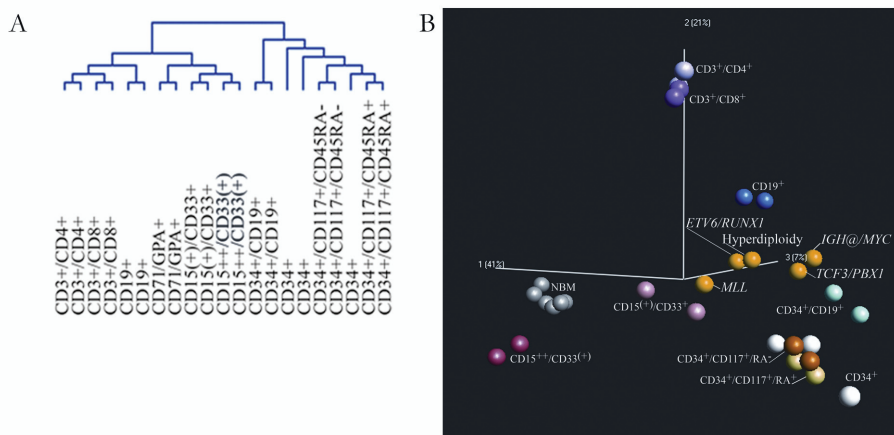 A
CD3+/CD4+
CD3+/CD4+
CD3+/CD8+
CD3+/CD8+
CD19+
CD19+
CD71/GPA+
CD71/GPA+
CD15(+)/CD33+
CD15(+)/CD33+
CD15++/CD33(+)
CD15++/CD33(+)
CD34+/CD19+
CD34+/CD19+
CD34+
CD34+
CD34+/CD117+/CD45RA-
CD34+/CD117+/CD45RA-
CD34+
CD34+/CD117+/CD45RA+
CD34+/CD117+/CD45RA+
B
2 (21%)
CD3⁺/CD4⁺
CD3⁺/CD8⁺
CD19⁺
ETV6/RUNX1
Hyperdiploidy
IGH@/MYC
1 (41%)
3 (7%)
TCF3/PBX1
NBM
MLL
CD15⁽⁺⁾/CD33⁺
CD34⁺/CD19⁺
CD15⁺⁺/CD33⁽⁺⁾
CD34⁺/CD117⁺/RA⁻
CD34⁺/CD117⁺/RA⁺
CD34⁺